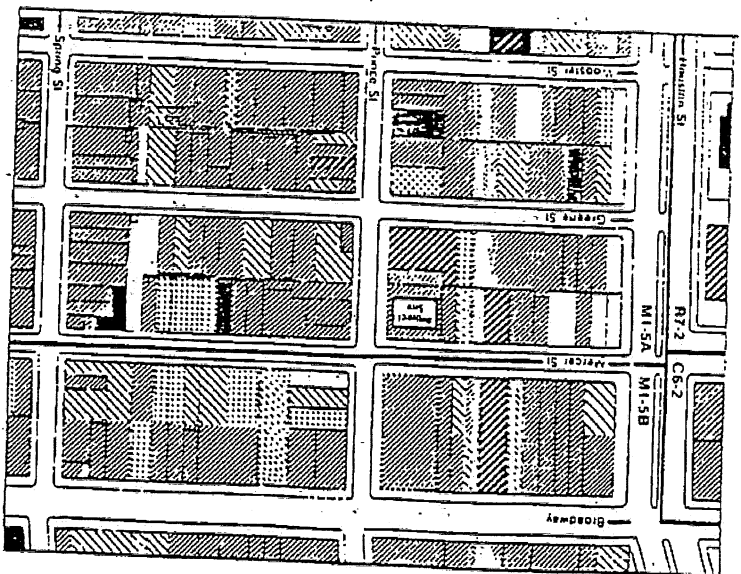 Spring St
Prince St
Wooster St
Houston St
Greene St
Mercer St
Broadway
R7-2
M1-5A
C6-2
M1-5B
Site